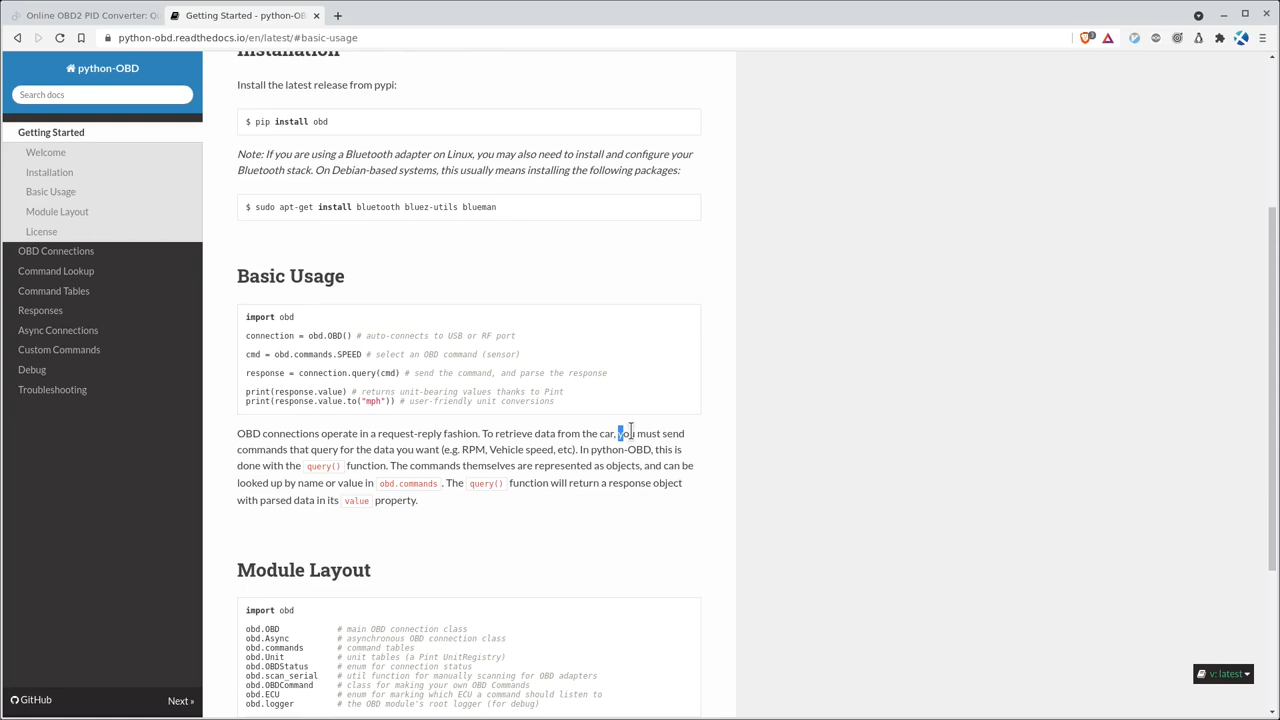 Online OBD2 PID Converter: Qu
Getting Started - python-OB
python-obd.readthedocs.io/en/latest/#basic-usage
python-OBD
Search docs
Getting Started
Welcome
Installation
Basic Usage
Module Layout
License
OBD Connections
Command Lookup
Command Tables
Responses
Async Connections
Custom Commands
Debug
Troubleshooting
GitHub
Next »
Installation
Install the latest release from pypi:
$ pip install obd
Note: If you are using a Bluetooth adapter on Linux, you may also need to install and configure your
Bluetooth stack. On Debian-based systems, this usually means installing the following packages:
$ sudo apt-get install bluetooth bluez-utils blueman
Basic Usage
import obd
connection = obd.OBD() # auto-connects to USB or RF port
cmd = obd.commands.SPEED # select an OBD command (sensor)
response = connection.query(cmd) # send the command, and parse the response
print(response.value) # returns unit-bearing values thanks to Pint
print(response.value.to("mph")) # user-friendly unit conversions
OBD connections operate in a request-reply fashion. To retrieve data from the car, you must send
commands that query for the data you want (e.g. RPM, Vehicle speed, etc). In python-OBD, this is
done with the query() function. The commands themselves are represented as objects, and can be
looked up by name or value in obd.commands. The query() function will return a response object
with parsed data in its value property.
Module Layout
import obd
obd.OBD # main OBD connection class
obd.Async # asynchronous OBD connection class
obd.commands # command tables
obd.Unit # unit tables (a Pint UnitRegistry)
obd.OBDStatus # enum for connection status
obd.scan_serial # util function for manually scanning for OBD adapters
obd.OBDCommand # class for making your own OBD Commands
obd.ECU # enum for marking which ECU a command should listen to
obd.logger # the OBD module's root logger (for debug)
v: latest